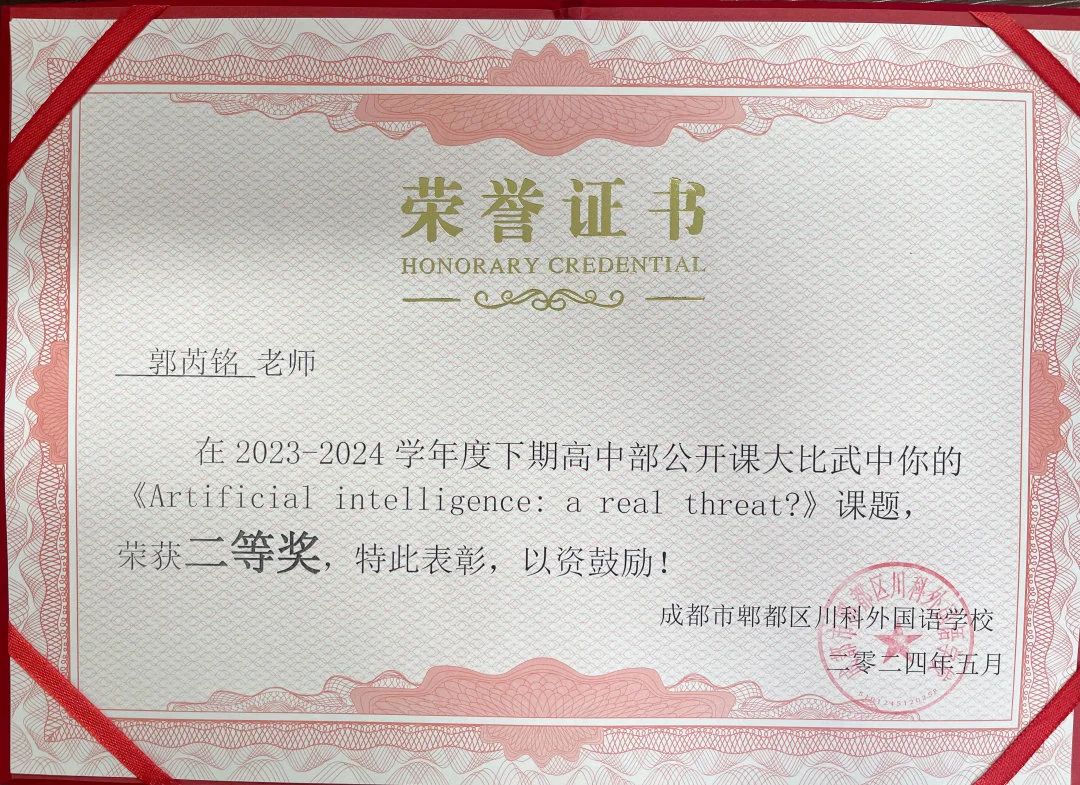 荣誉证书
HONORARY CREDENTIAL
郭芮铭 老师
在 2023-2024 学年度下期高中部公开课大比武中你的
《Artificial intelligence: a real threat?》课题，
荣获二等奖，特此表彰，以资鼓励！
成都市郫都区川科外国语学校
二零二四年五月